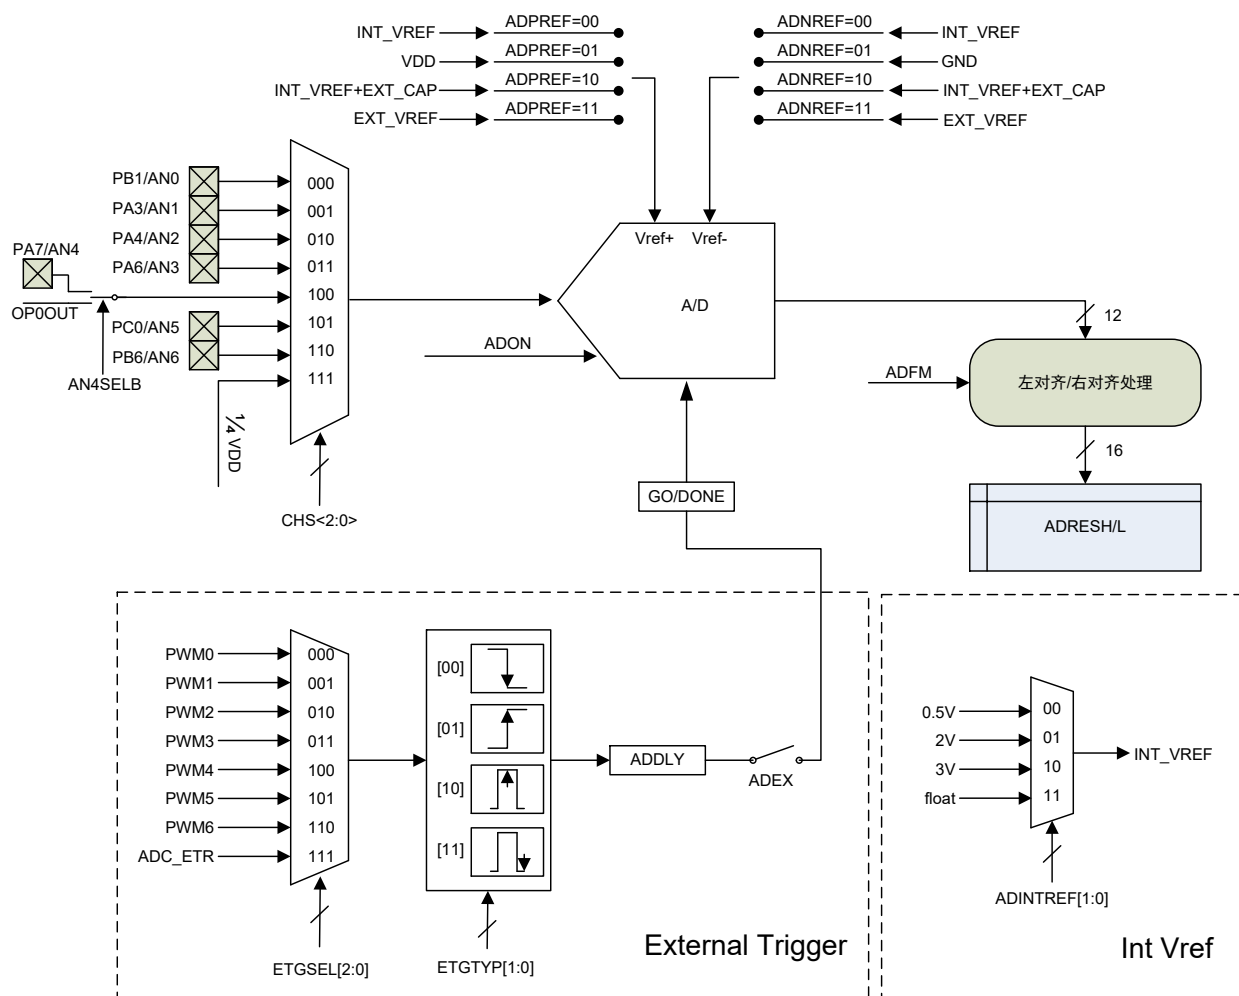 INT_VREF ADPREF=00 ADNREF=00 INT_VREF
VDD ADPREF=01 ADNREF=01 GND
INT_VREF+EXT_CAP ADPREF=10 ADNREF=10 INT_VREF+EXT_CAP
EXT_VREF ADPREF=11 ADNREF=11 EXT_VREF
PB1/AN0 000
PA3/AN1 001
PA4/AN2 010
PA6/AN3 011
PA7/AN4
100
OP0OUT
PC0/AN5 101
PB6/AN6 110
111
AN4SELB
¼ VDD
CHS<2:0>
Vref+ Vref-
A/D
ADON
12
ADFM
左对齐/右对齐处理
16
ADRESH/L
GO/DONE
PWM0 000
PWM1 001
PWM2 010
PWM3 011
PWM4 100
PWM5 101
PWM6 110
ADC_ETR 111
ETGSEL[2:0]
[00]
[01]
[10]
[11]
ETGTYP[1:0]
ADDLY
ADEX
External Trigger
0.5V 00
2V 01
3V 10
float 11
INT_VREF
ADINTREF[1:0]
Int Vref